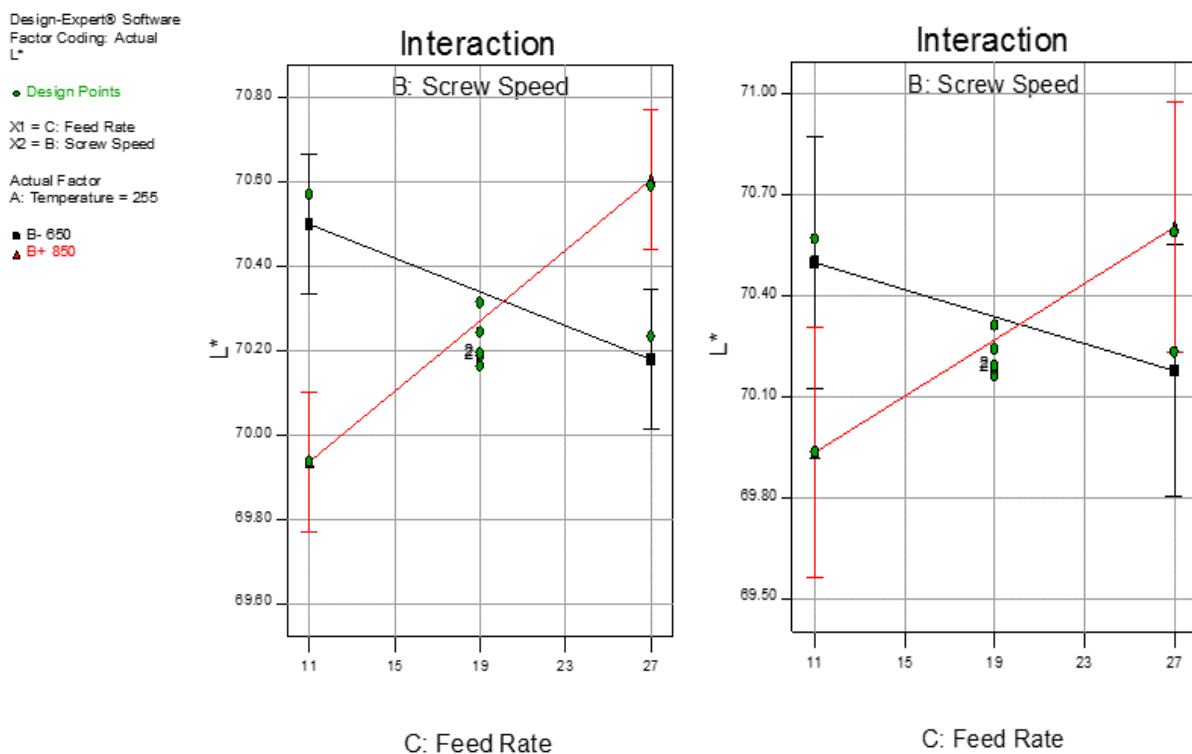 Design-Expert® Software
Factor Coding: Actual
L*
Design Points
X1 = C: Feed Rate
X2 = B: Screw Speed
Actual Factor
A: Temperature = 255
B- 650
B+ 850
Interaction
B: Screw Speed
70.80
70.60
70.40
70.20
70.00
69.80
69.60
L*
11
15
19
23
27
C: Feed Rate
Interaction
B: Screw Speed
71.00
70.70
70.40
70.10
69.80
69.50
L*
11
15
19
23
27
C: Feed Rate